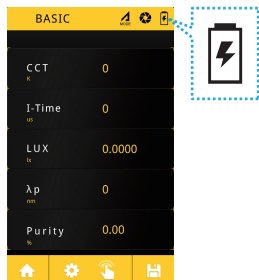 BASIC
MODE
CCT 0
K
I-Time 0
us
LUX 0.0000
lx
λp 0
nm
Purity 0.00
%